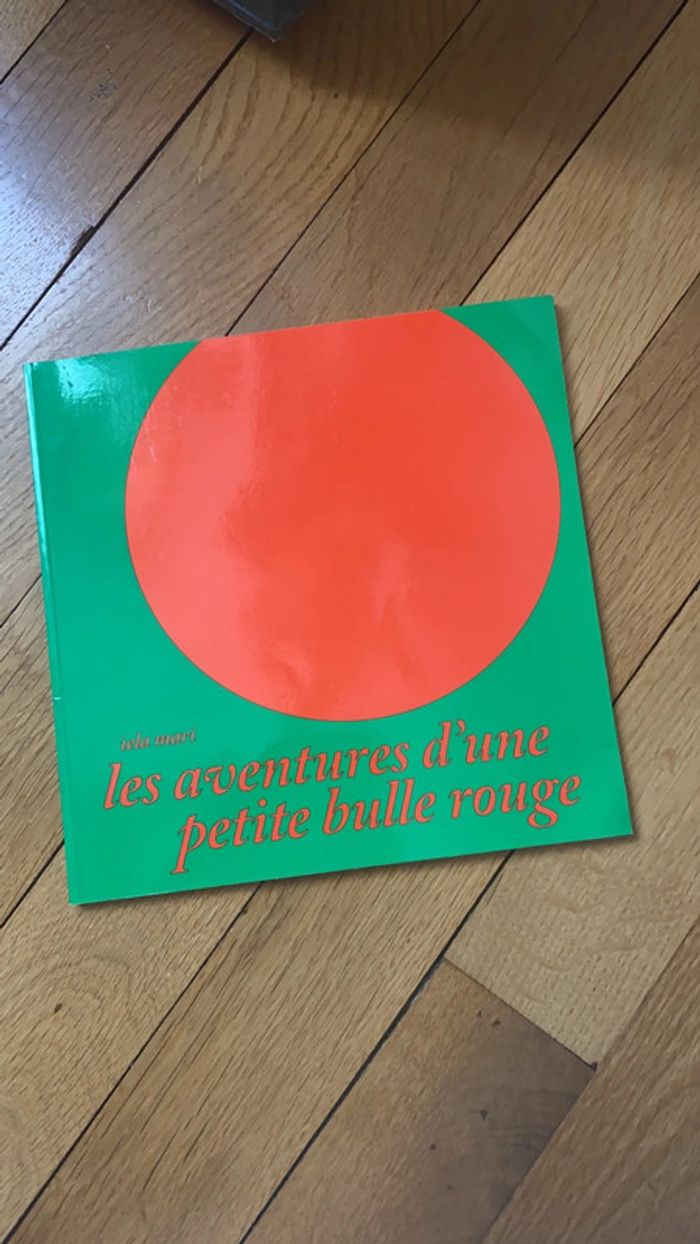 iela mari
les aventures d'une
petite bulle rouge